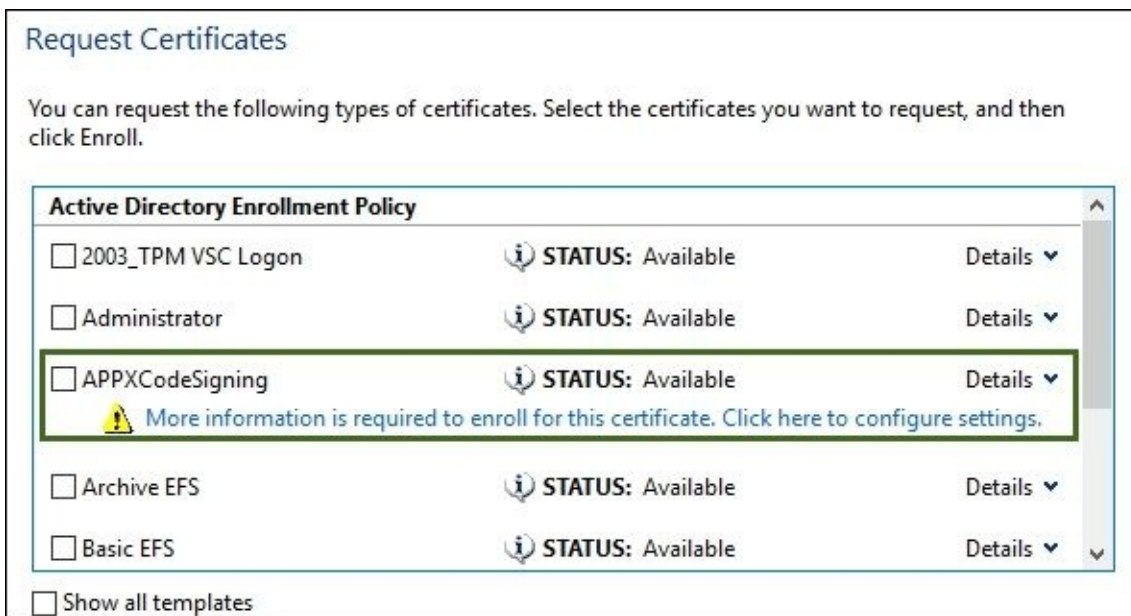 Request Certificates
You can request the following types of certificates. Select the certificates you want to request, and then
click Enroll.
Active Directory Enrollment Policy
2003_TPM VSC Logon STATUS: Available Details
Administrator STATUS: Available Details
APPXCodeSigning STATUS: Available Details
More information is required to enroll for this certificate. Click here to configure settings.
Archive EFS STATUS: Available Details
Basic EFS STATUS: Available Details
Show all templates